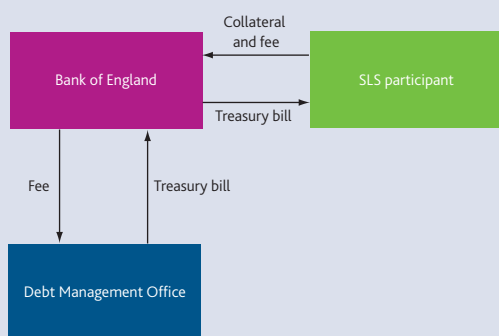 Collateral
and fee
Bank of England
SLS participant
Treasury bill
Fee
Treasury bill
Debt Management Office